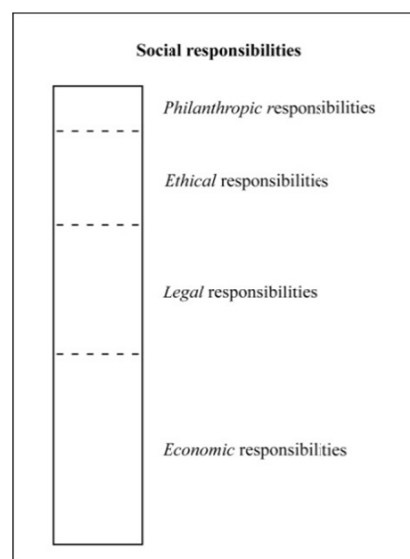 Social responsibilities
Philanthropic responsibilities
Ethical responsibilities
Legal responsibilities
Economic responsibilities